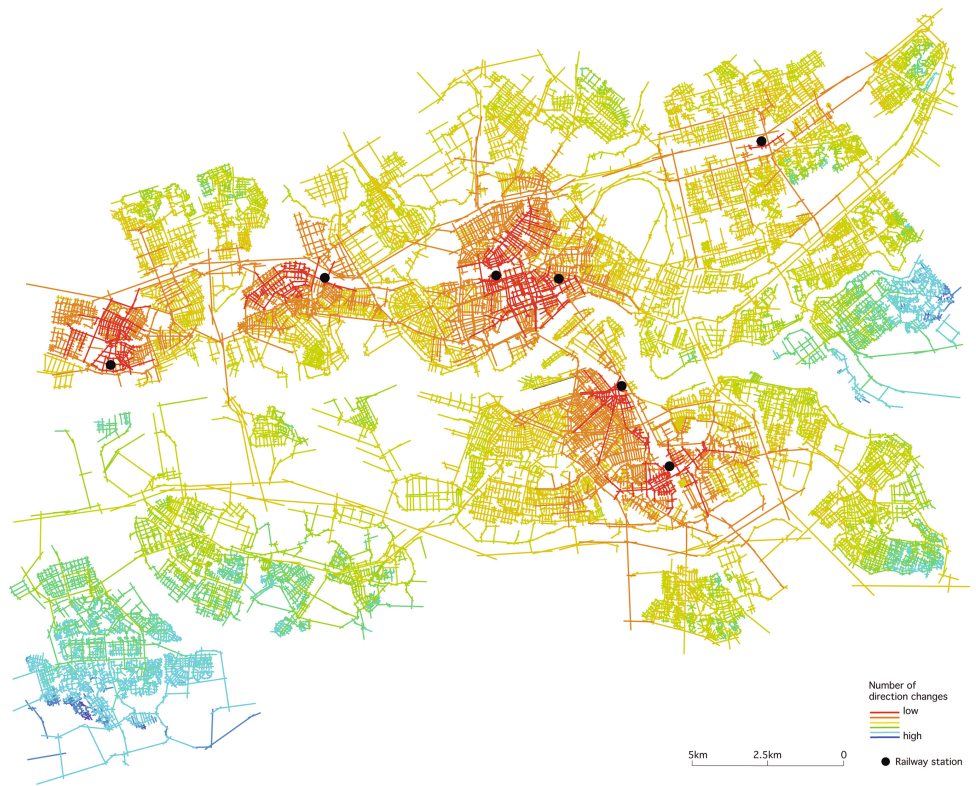 Number of
direction changes
low
high
5km
2.5km
0
Railway station